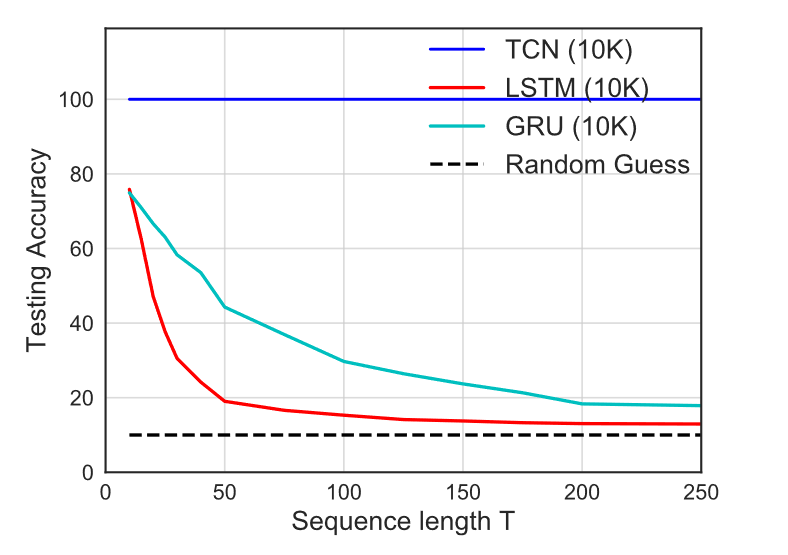 TCN (10K)
LSTM (10K)
GRU (10K)
Random Guess
Testing Accuracy
100
80
60
40
20
0
0 50 100 150 200 250
Sequence length T